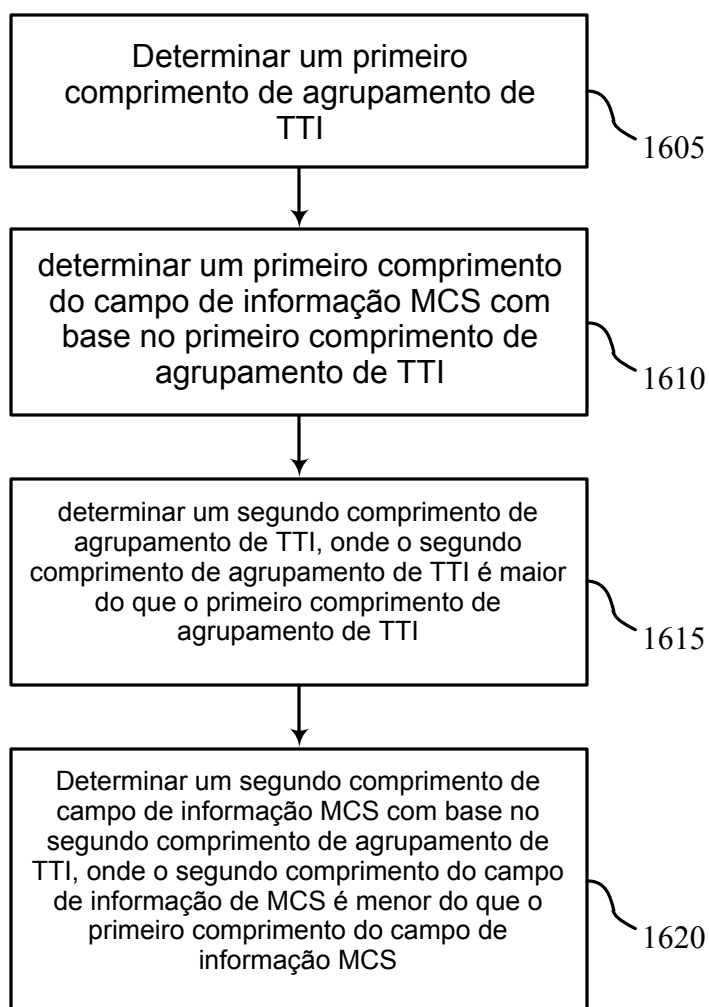 Determinar um primeiro
comprimento de agrupamento de
TTI
1605
determinar um primeiro comprimento
do campo de informação MCS com
base no primeiro comprimento de
agrupamento de TTI
1610
determinar um segundo comprimento de
agrupamento de TTI, onde o segundo
comprimento de agrupamento de TTI é maior
do que o primeiro comprimento de
agrupamento de TTI
1615
Determinar um segundo comprimento de
campo de informação MCS com base no
segundo comprimento de agrupamento de
TTI, onde o segundo comprimento do campo
de informação de MCS é menor do que o
primeiro comprimento do campo de
informação MCS
1620